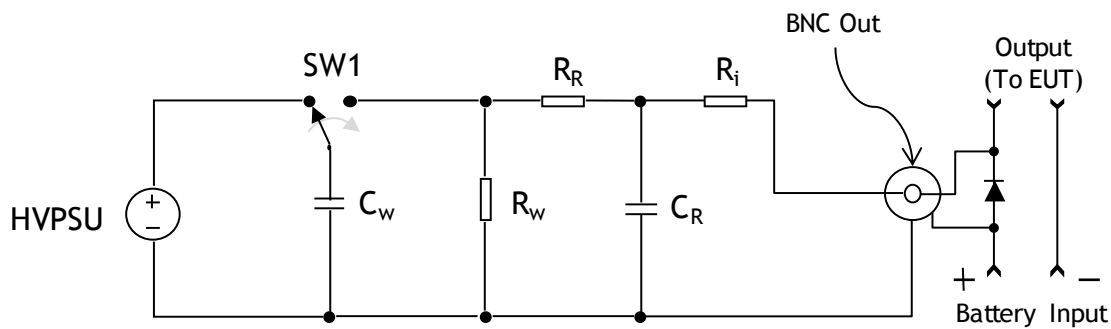 BNC Out
Output
(To EUT)
SW1
R_R
R_i
HVPSU
+
−
C_w
R_w
C_R
+
−
Battery Input